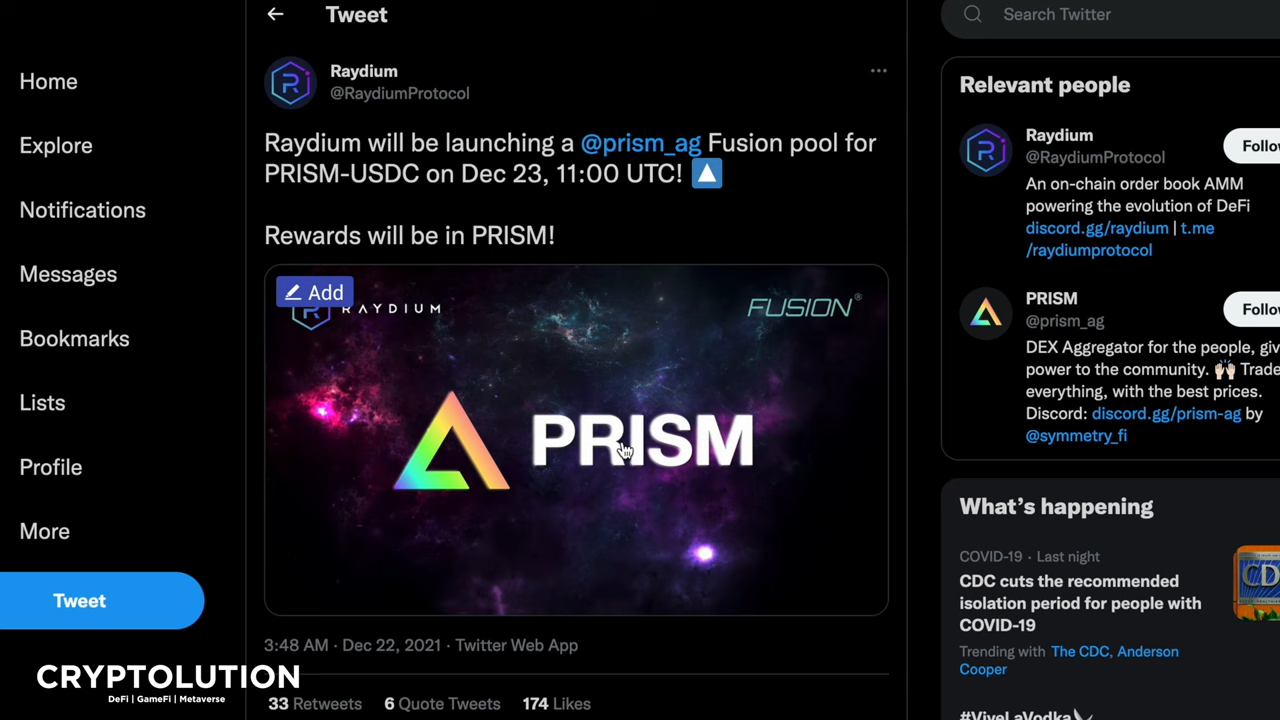 Tweet
Search Twitter
Home
Explore
Notifications
Messages
Bookmarks
Lists
Profile
More
Tweet
Raydium
@RaydiumProtocol
Raydium will be launching a @prism_ag Fusion pool for
PRISM-USDC on Dec 23, 11:00 UTC!
Rewards will be in PRISM!
Add
RAYDIUM
FUSION®
PRISM
3:48 AM · Dec 22, 2021 · Twitter Web App
33 Retweets 6 Quote Tweets 174 Likes
Relevant people
Raydium
@RaydiumProtocol
Follo
An on-chain order book AMM
powering the evolution of DeFi
discord.gg/raydium | t.me
/raydiumprotocol
PRISM
@prism_ag
Follo
DEX Aggregator for the people, giv
power to the community. Trade
everything, with the best prices.
Discord: discord.gg/prism-ag by
@symmetry_fi
What's happening
COVID-19 · Last night
CDC cuts the recommended
isolation period for people with
COVID-19
Trending with The CDC, Anderson
Cooper
CD
#ViveLaVodka
CRYPTOLUTION
DeFi | GameFi | Metaverse